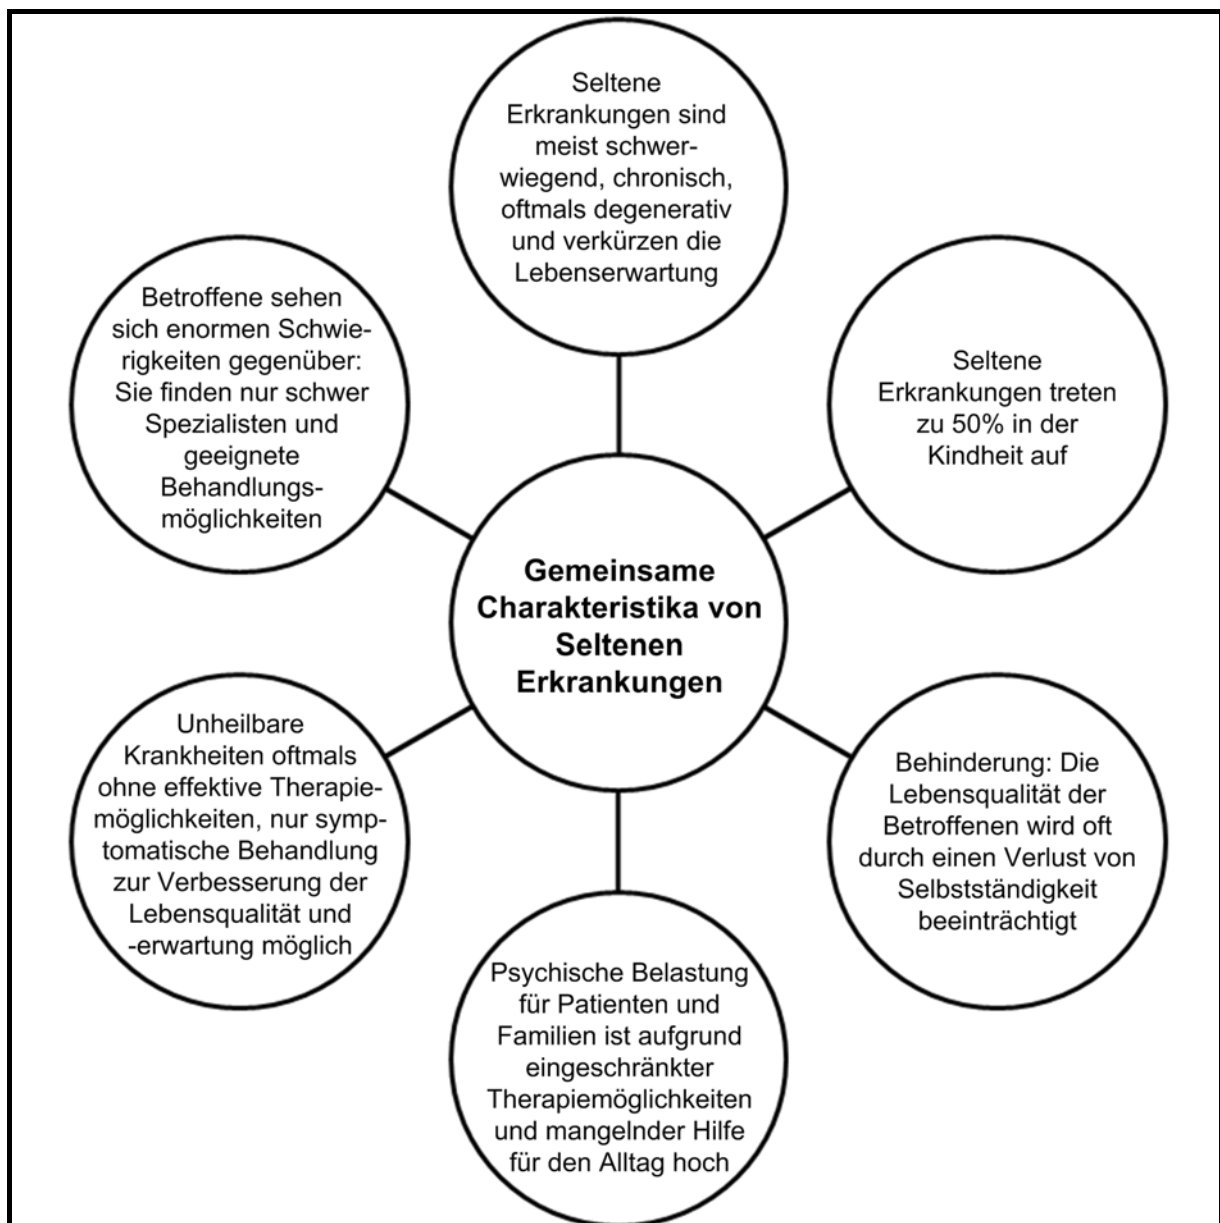 Seltene
Erkrankungen sind
meist schwer-
wiegend, chronisch,
oftmals degenerativ
und verkürzen die
Lebenserwartung
Betroffene sehen
sich enormen Schwie-
rigkeiten gegenüber:
Sie finden nur schwer
Spezialisten und
geeignete
Behandlungs-
möglichkeiten
Seltene
Erkrankungen treten
zu 50% in der
Kindheit auf
Gemeinsame
Charakteristika von
Seltenen
Erkrankungen
Unheilbare
Krankheiten oftmals
ohne effektive Therapie-
möglichkeiten, nur symp-
tomatische Behandlung
zur Verbesserung der
Lebensqualität und
-erwartung möglich
Behinderung: Die
Lebensqualität der
Betroffenen wird oft
durch einen Verlust von
Selbstständigkeit
beeinträchtigt
Psychische Belastung
für Patienten und
Familien ist aufgrund
eingeschränkter
Therapiemöglichkeiten
und mangelnder Hilfe
für den Alltag hoch